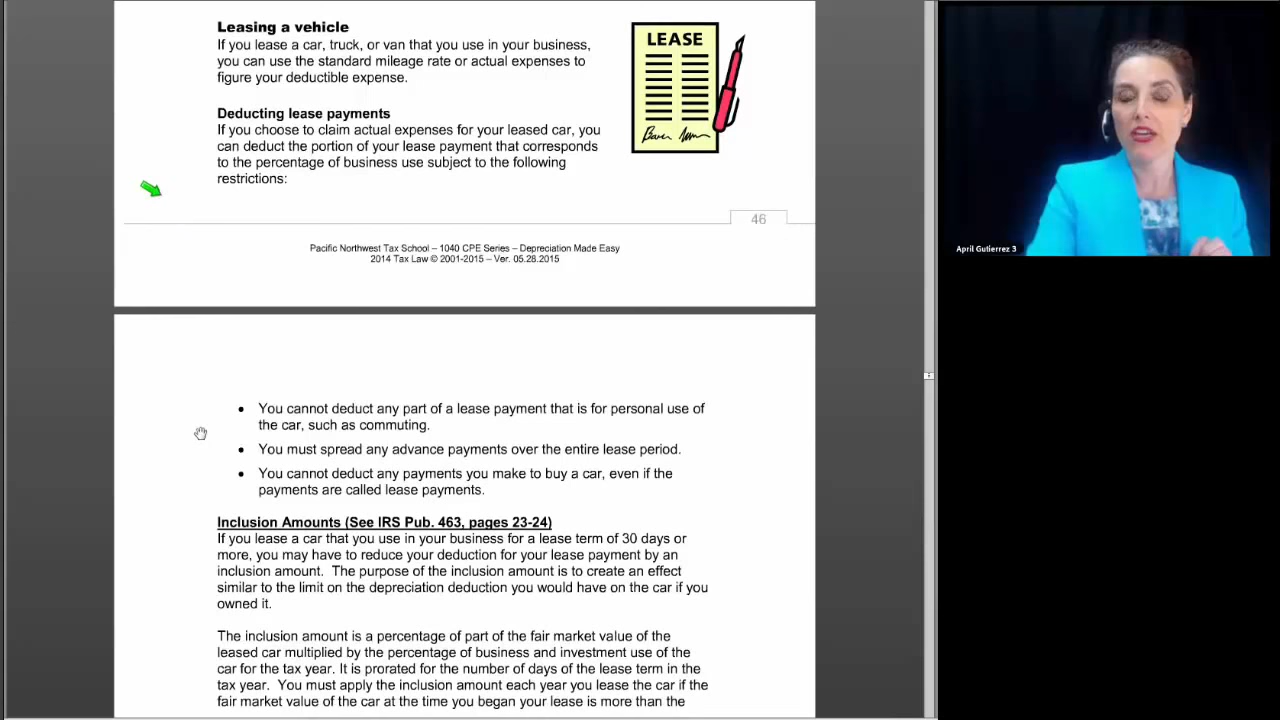 Leasing a vehicle
If you lease a car, truck, or van that you use in your business,
you can use the standard mileage rate or actual expenses to
figure your deductible expense.
LEASE
Deducting lease payments
If you choose to claim actual expenses for your leased car, you
can deduct the portion of your lease payment that corresponds
to the percentage of business use subject to the following
restrictions:
46
Pacific Northwest Tax School – 1040 CPE Series – Depreciation Made Easy
2014 Tax Law © 2001-2015 – Ver. 05.28.2015
April Gutierrez 3
• You cannot deduct any part of a lease payment that is for personal use of
the car, such as commuting.
• You must spread any advance payments over the entire lease period.
• You cannot deduct any payments you make to buy a car, even if the
payments are called lease payments.
Inclusion Amounts (See IRS Pub. 463, pages 23-24)
If you lease a car that you use in your business for a lease term of 30 days or
more, you may have to reduce your deduction for your lease payment by an
inclusion amount.  The purpose of the inclusion amount is to create an effect
similar to the limit on the depreciation deduction you would have on the car if you
owned it.
The inclusion amount is a percentage of part of the fair market value of the
leased car multiplied by the percentage of business and investment use of the
car for the tax year. It is prorated for the number of days of the lease term in the
tax year.  You must apply the inclusion amount each year you lease the car if the
fair market value of the car at the time you began your lease is more than the